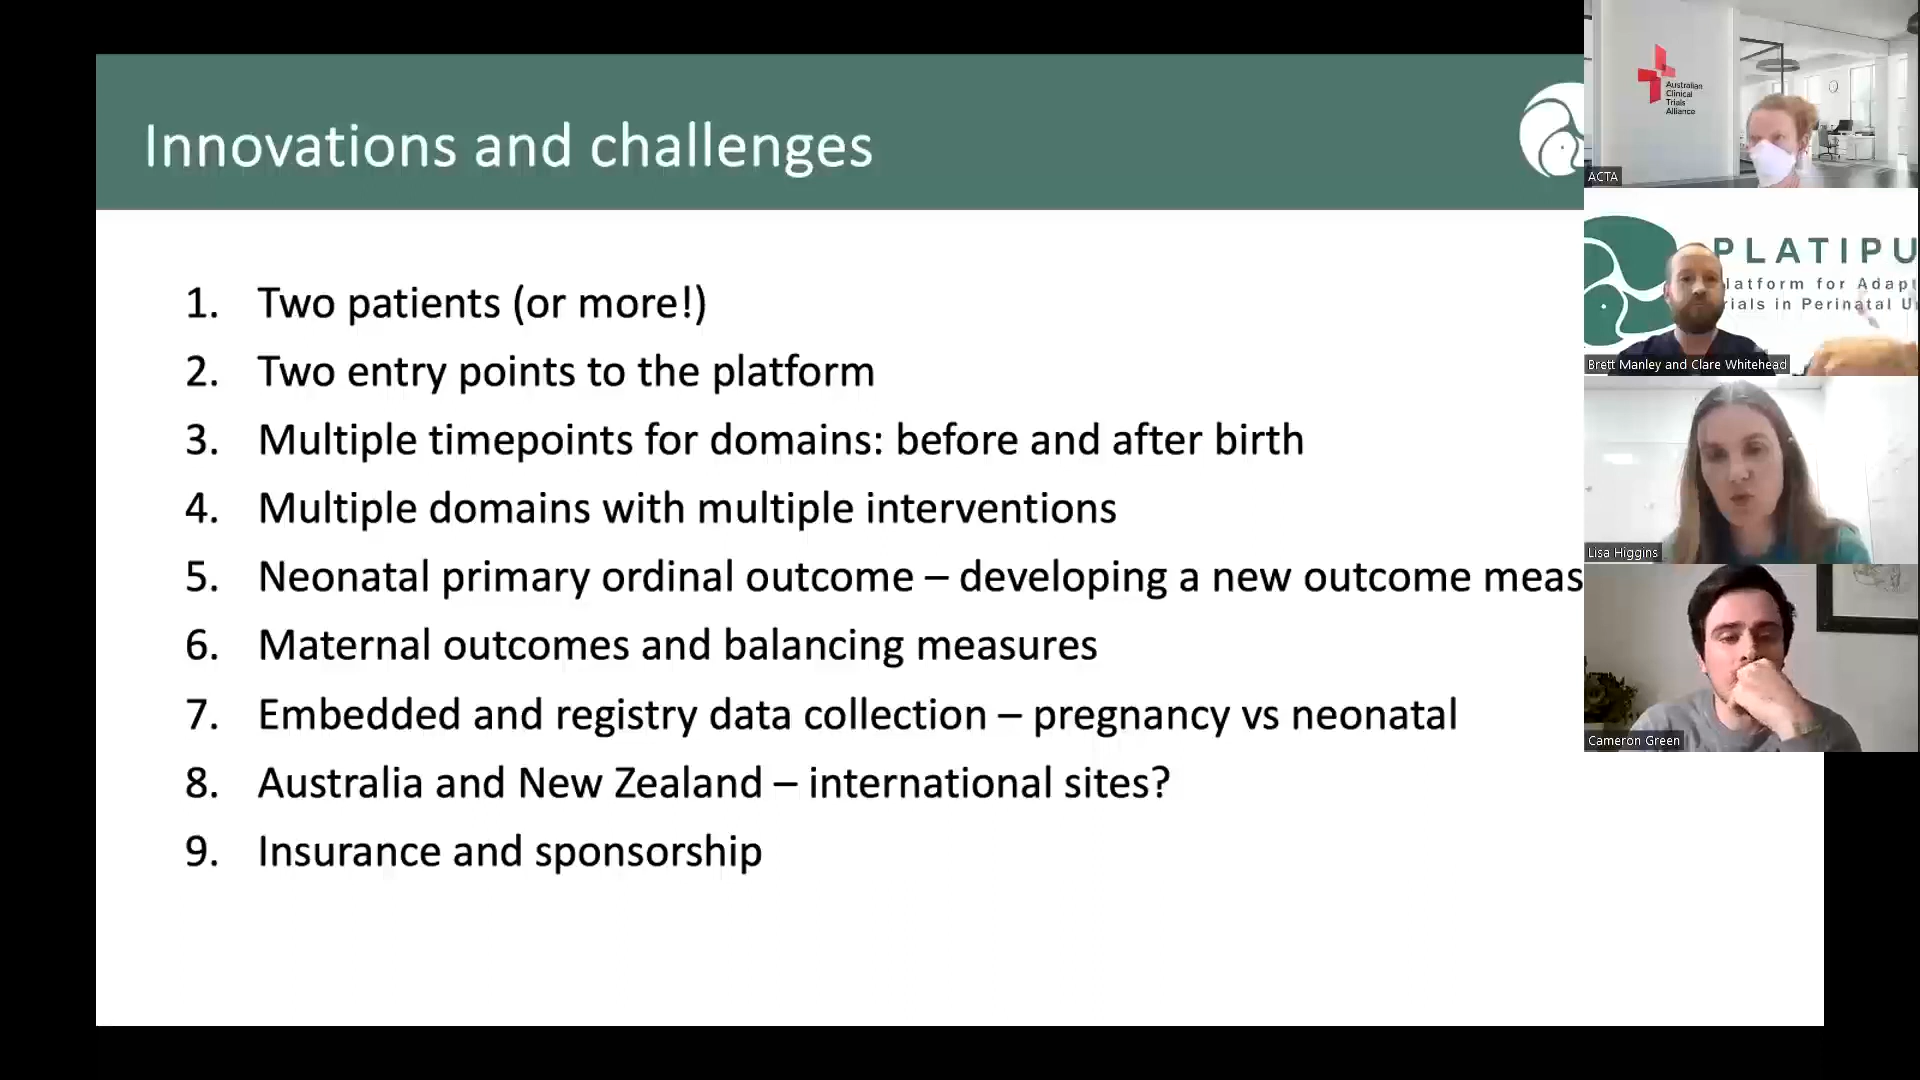 Innovations and challenges
1. Two patients (or more!)
2. Two entry points to the platform
3. Multiple timepoints for domains: before and after birth
4. Multiple domains with multiple interventions
5. Neonatal primary ordinal outcome – developing a new outcome meas
6. Maternal outcomes and balancing measures
7. Embedded and registry data collection – pregnancy vs neonatal
8. Australia and New Zealand – international sites?
9. Insurance and sponsorship
Australian
Clinical
Trials
Alliance
ACTA
PLATIPU
latform for Adap
rials in Perinatal U
Brett Manley and Clare Whitehead
Lisa Higgins
Cameron Green